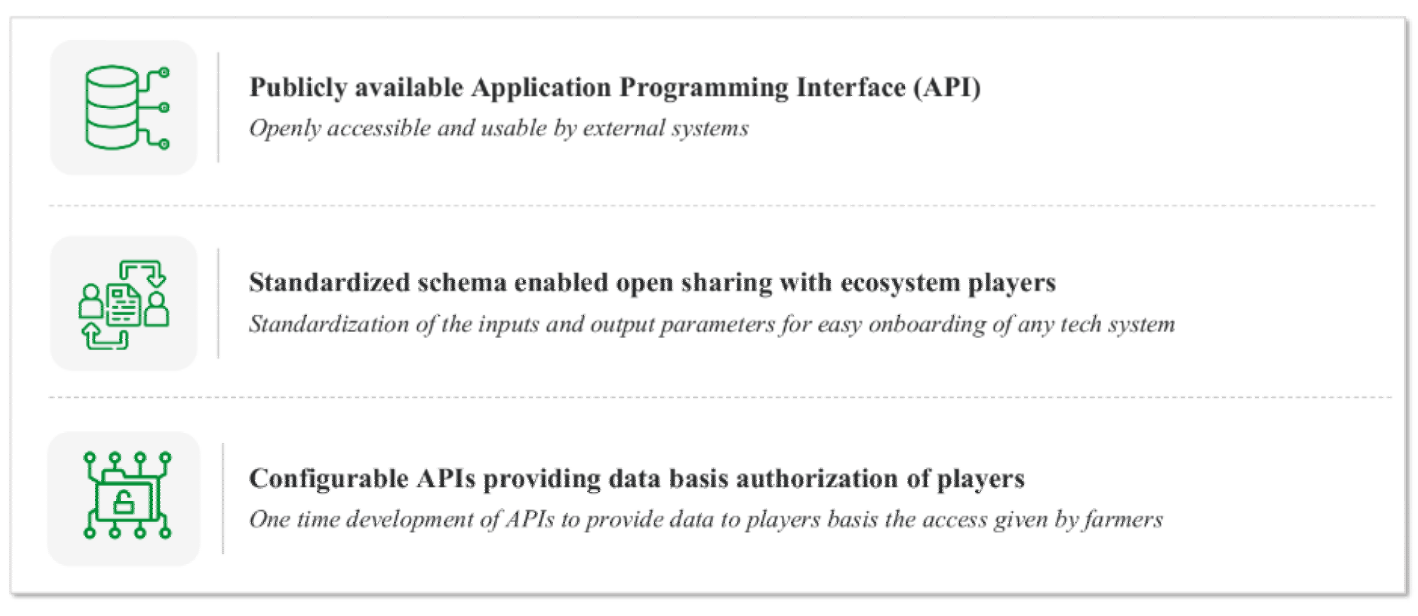 Publicly available Application Programming Interface (API)
Openly accessible and usable by external systems
Standardized schema enabled open sharing with ecosystem players
Standardization of the inputs and output parameters for easy onboarding of any tech system
Configurable APIs providing data basis authorization of players
One time development of APIs to provide data to players basis the access given by farmers